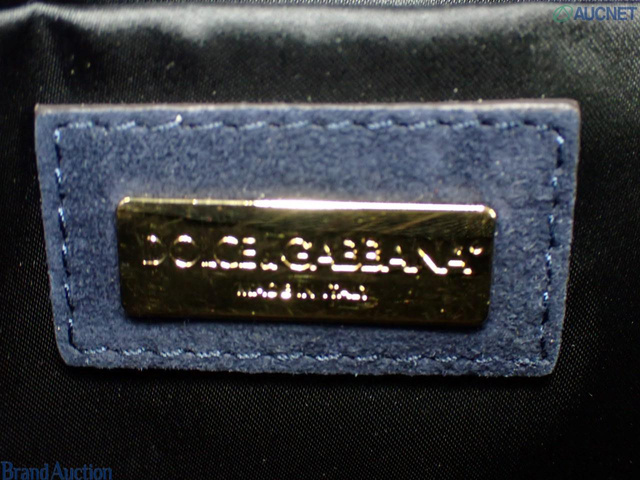 AUCNET
DOLCE & GABBANA
MADE IN ITALY
Brand Auction